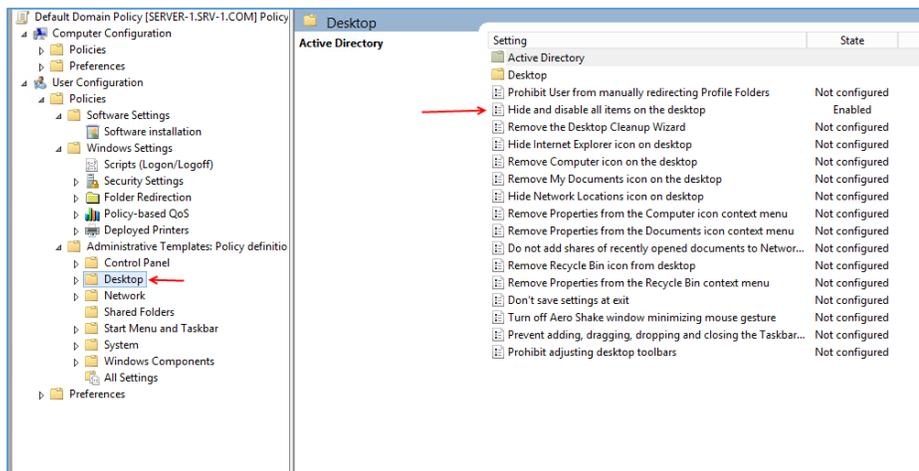 Default Domain Policy [SERVER-1.SRV-1.COM] Policy
Computer Configuration
Policies
Preferences
User Configuration
Policies
Software Settings
Software installation
Windows Settings
Scripts (Logon/Logoff)
Security Settings
Folder Redirection
Policy-based QoS
Deployed Printers
Administrative Templates: Policy definitio
Control Panel
Desktop
Network
Shared Folders
Start Menu and Taskbar
System
Windows Components
All Settings
Preferences
Desktop
Active Directory
Setting State
Active Directory
Desktop
Prohibit User from manually redirecting Profile Folders Not configured
Hide and disable all items on the desktop Enabled
Remove the Desktop Cleanup Wizard Not configured
Hide Internet Explorer icon on desktop Not configured
Remove Computer icon on the desktop Not configured
Remove My Documents icon on the desktop Not configured
Hide Network Locations icon on desktop Not configured
Remove Properties from the Computer icon context menu Not configured
Remove Properties from the Documents icon context menu Not configured
Do not add shares of recently opened documents to Networ... Not configured
Remove Recycle Bin icon from desktop Not configured
Remove Properties from the Recycle Bin context menu Not configured
Don't save settings at exit Not configured
Turn off Aero Shake window minimizing mouse gesture Not configured
Prevent adding, dragging, dropping and closing the Taskbar... Not configured
Prohibit adjusting desktop toolbars Not configured